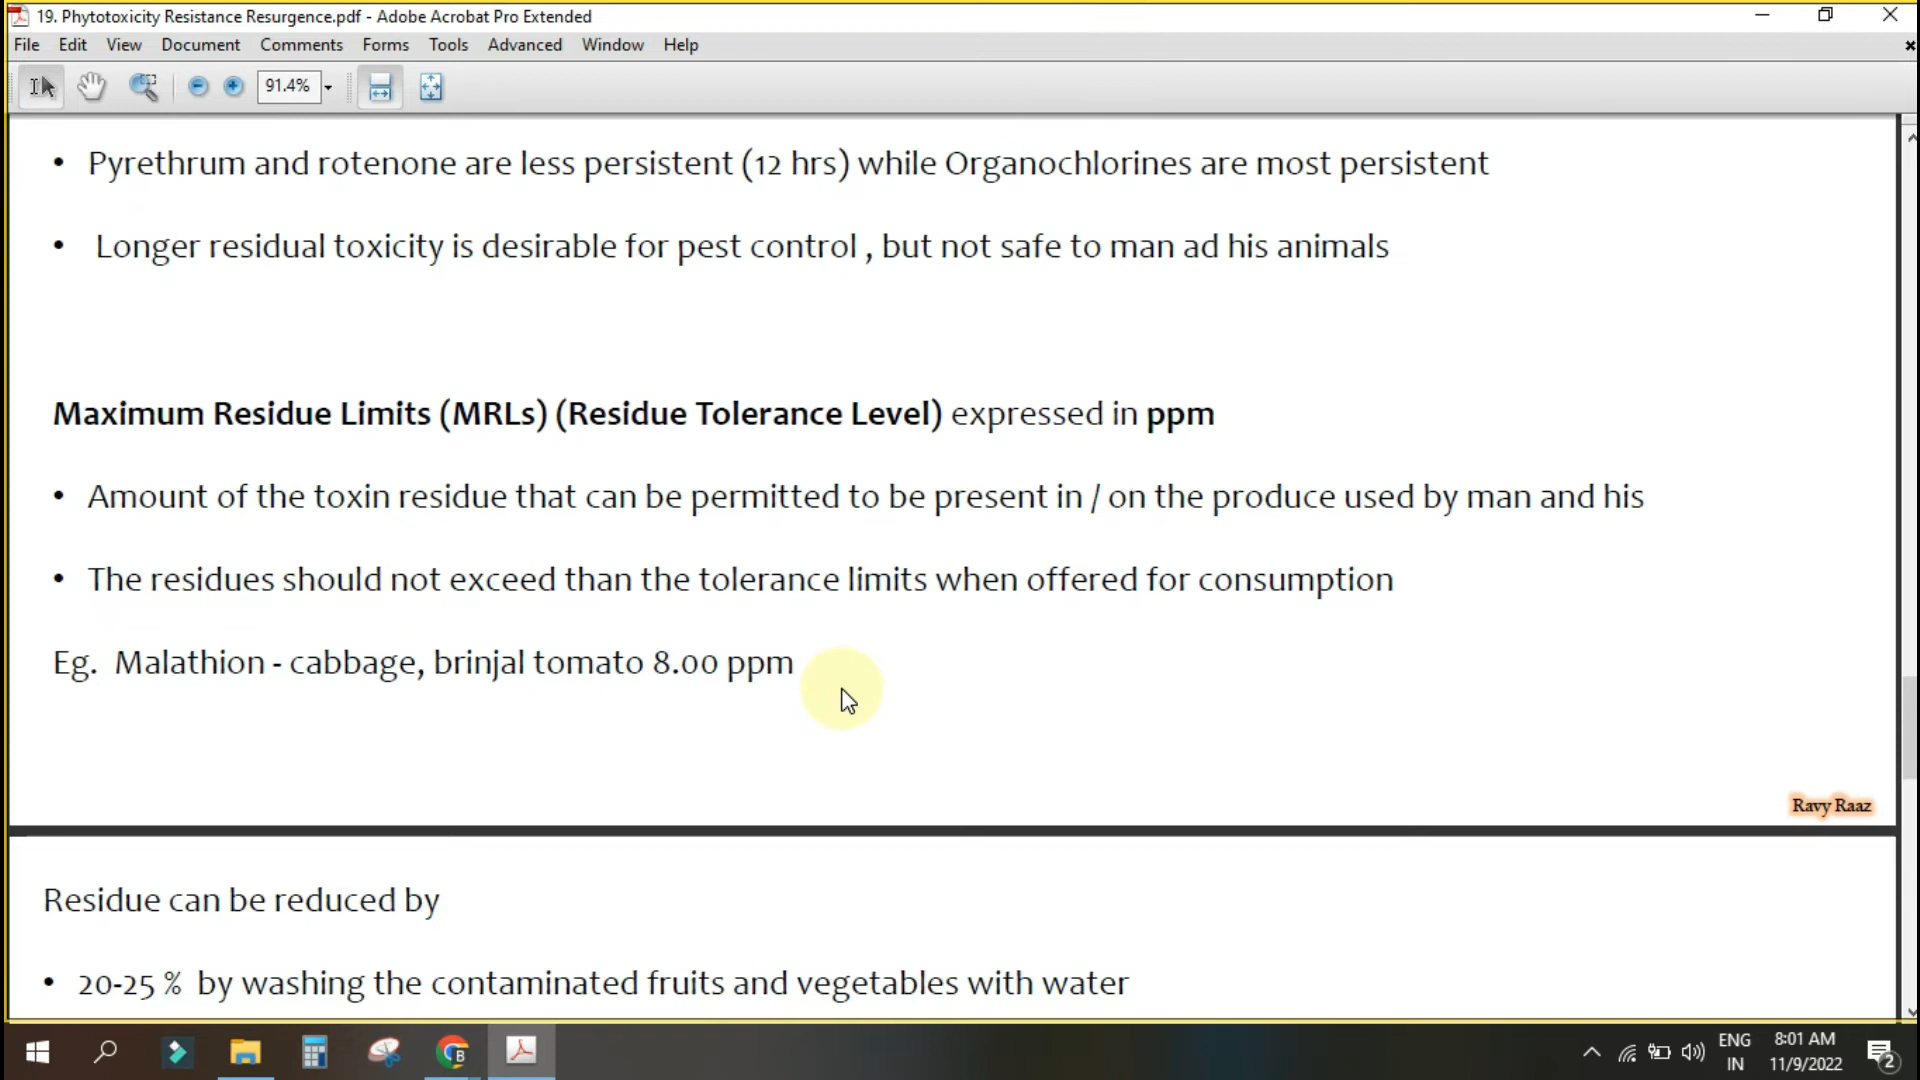 19. Phytotoxicity Resistance Resurgence.pdf - Adobe Acrobat Pro Extended
File Edit View Document Comments Forms Tools Advanced Window Help
91.4%
• Pyrethrum and rotenone are less persistent (12 hrs) while Organochlorines are most persistent
• Longer residual toxicity is desirable for pest control , but not safe to man ad his animals
Maximum Residue Limits (MRLs) (Residue Tolerance Level) expressed in ppm
• Amount of the toxin residue that can be permitted to be present in / on the produce used by man and his
• The residues should not exceed than the tolerance limits when offered for consumption
Eg. Malathion - cabbage, brinjal tomato 8.00 ppm
Ravy Raaz
Residue can be reduced by
• 20-25 % by washing the contaminated fruits and vegetables with water
ENG 8:01 AM
IN 11/9/2022 2